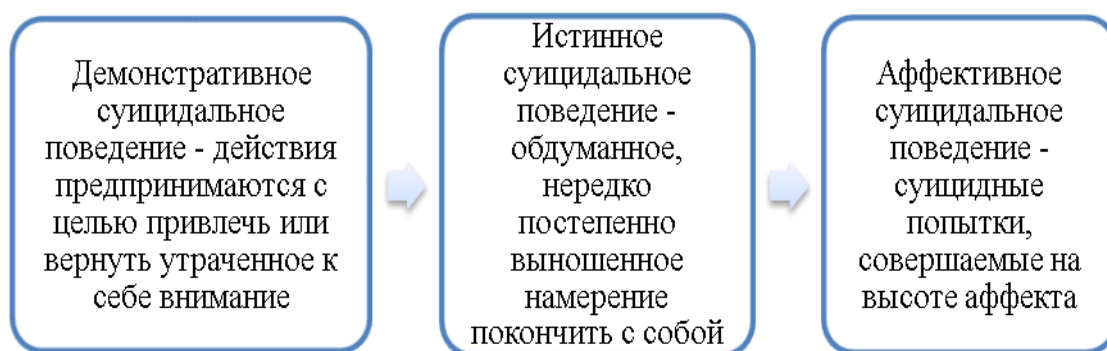 Демонстративное
суицидальное
поведение - действия
предпринимаются с
целью привлечь или
вернуть утраченное к
себе внимание
Истинное
суицидальное
поведение -
обдуманное,
нередко
постепенно
выношенное
намерение
покончить с собой
Аффективное
суицидальное
поведение -
суицидные
попытки,
совершаемые на
высоте аффекта